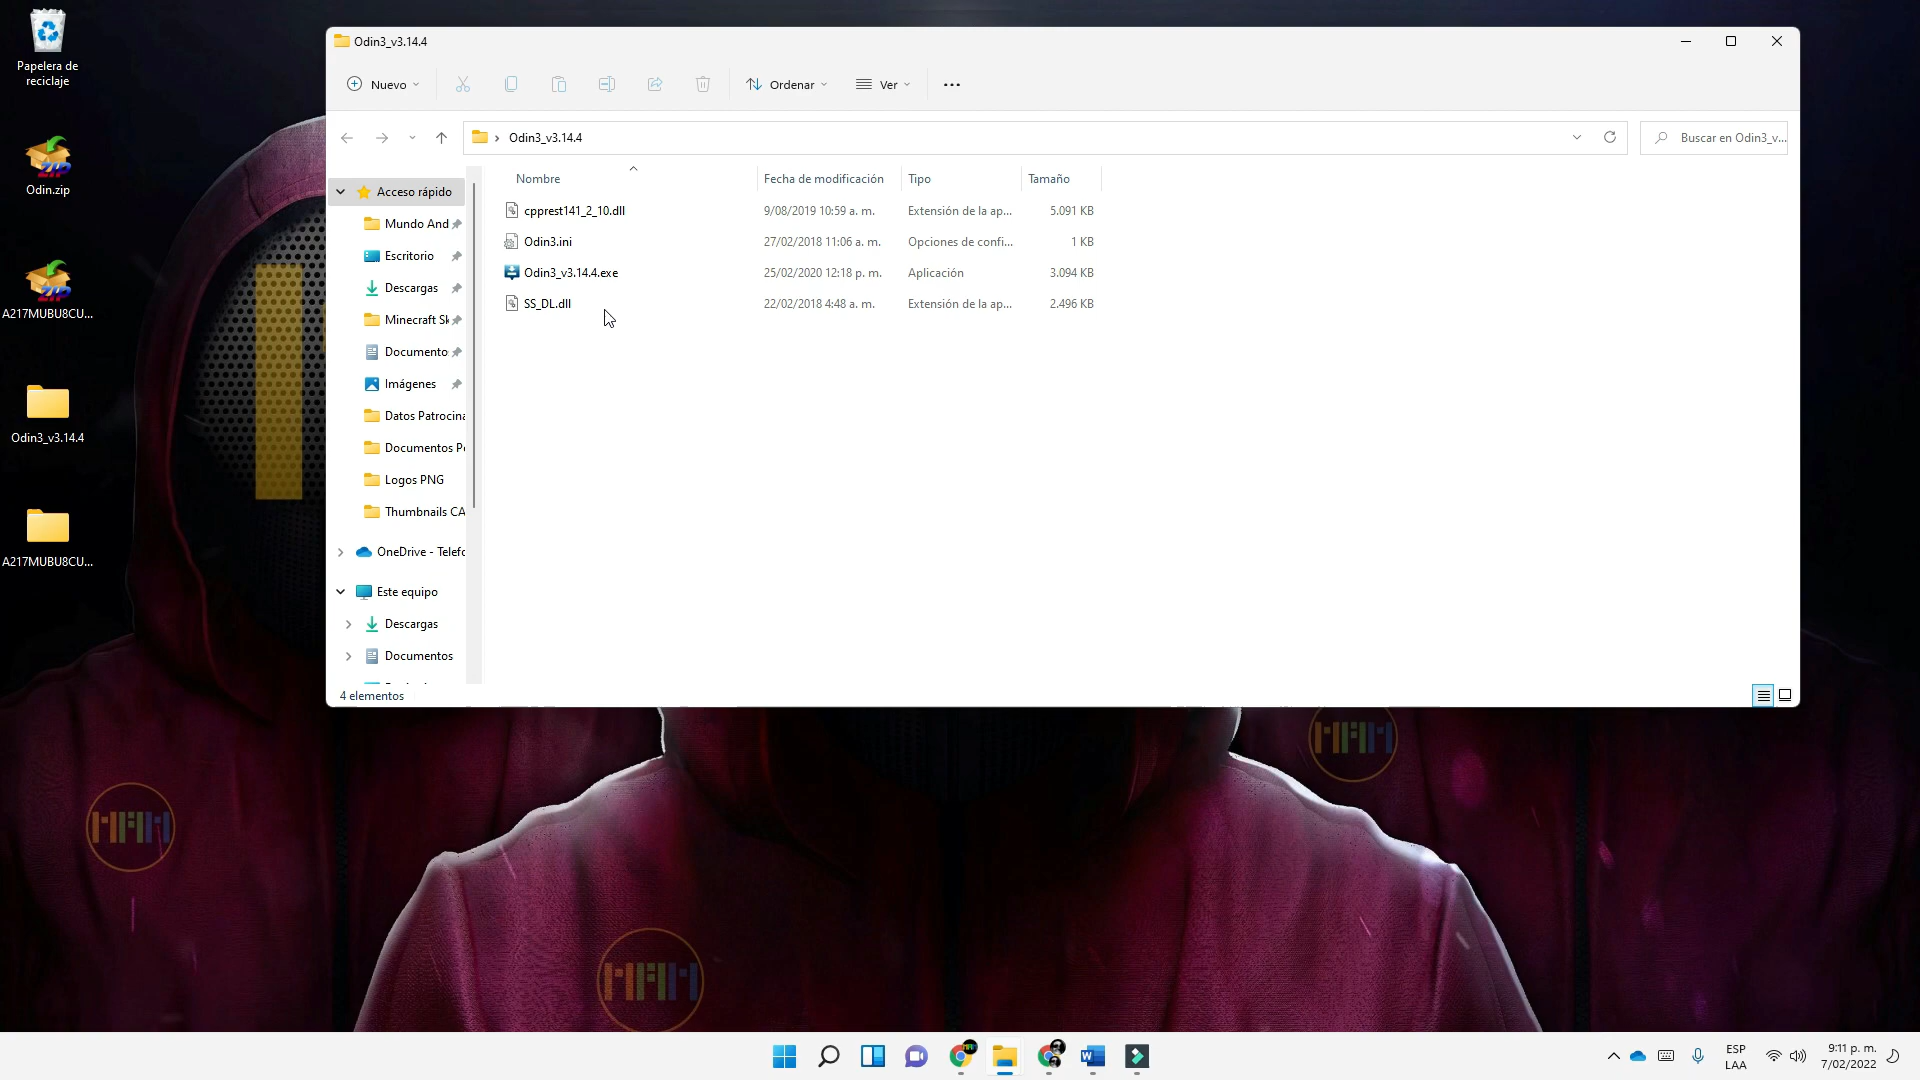 Papelera de
reciclaje
Odin.zip
A217MUBU8CU...
Odin3_v3.14.4
A217MUBU8CU...
Odin3_v3.14.4
Nuevo
Ordenar
Ver
Odin3_v3.14.4
Buscar en Odin3_v...
Nombre
Fecha de modificación
Tipo
Tamaño
cpprest141_2_10.dll 9/08/2019 10:59 a. m. Extensión de la ap... 5.091 KB
Odin3.ini 27/02/2018 11:06 a. m. Opciones de confi... 1 KB
Odin3_v3.14.4.exe 25/02/2020 12:18 p. m. Aplicación 3.094 KB
SS_DL.dll 22/02/2018 4:48 a. m. Extensión de la ap... 2.496 KB
Acceso rápido
Mundo And
Escritorio
Descargas
Minecraft Sk
Documento
Imágenes
Datos Patrocina
Documentos Pe
Logos PNG
Thumbnails CA
OneDrive - Telefo
Este equipo
Descargas
Documentos
4 elementos
ESP
LAA
9:11 p. m.
7/02/2022